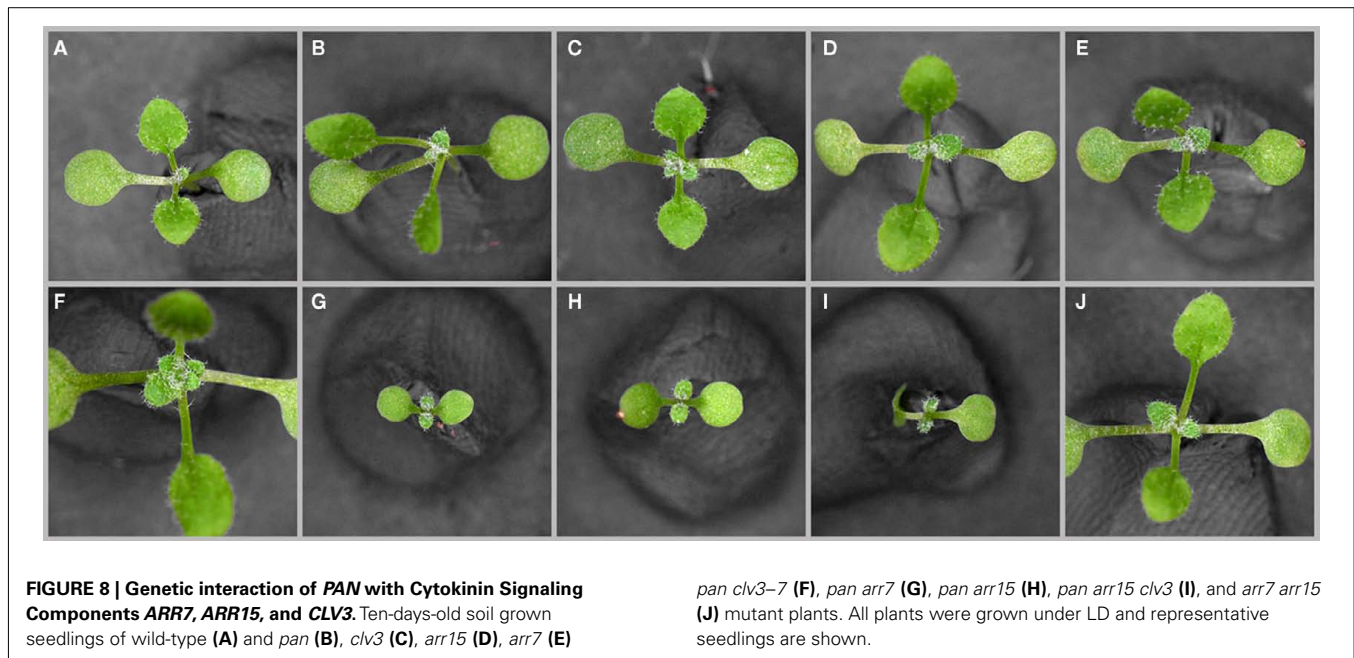 A
B
C
D
E
F
G
H
I
J
FIGURE 8 | Genetic interaction of PAN with Cytokinin Signaling
Components ARR7, ARR15, and CLV3. Ten-days-old soil grown
seedlings of wild-type (A) and pan (B), clv3 (C), arr15 (D), arr7 (E)
pan clv3–7 (F), pan arr7 (G), pan arr15 (H), pan arr15 clv3 (I), and arr7 arr15
(J) mutant plants. All plants were grown under LD and representative
seedlings are shown.